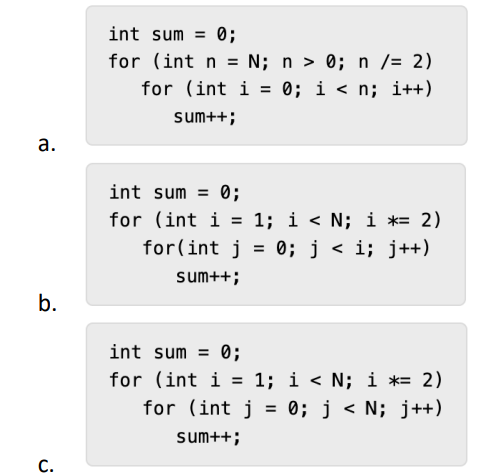 int sum = 0;
for (int n = N; n > 0; n /= 2)
for (int i = 0; i < n; i++)
sum++;
a.
int sum = 0;
for (int i = 1; i < N; i *= 2)
for(int j = 0; j < i; j++)
sum++;
b.
int sum = 0;
for (int i = 1; i < N; i *= 2)
for (int j = 0; j < N; j++)
sum++;
c.